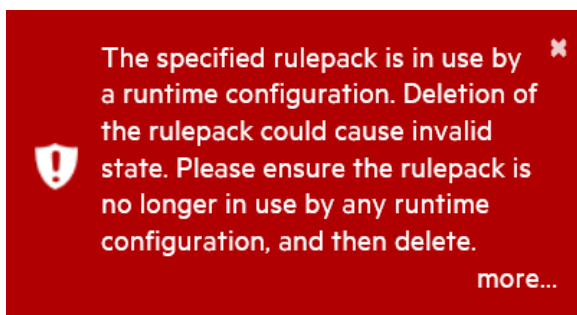 The specified rulepack is in use by
a runtime configuration. Deletion of
the rulepack could cause invalid
state. Please ensure the rulepack is
no longer in use by any runtime
configuration, and then delete.
more...